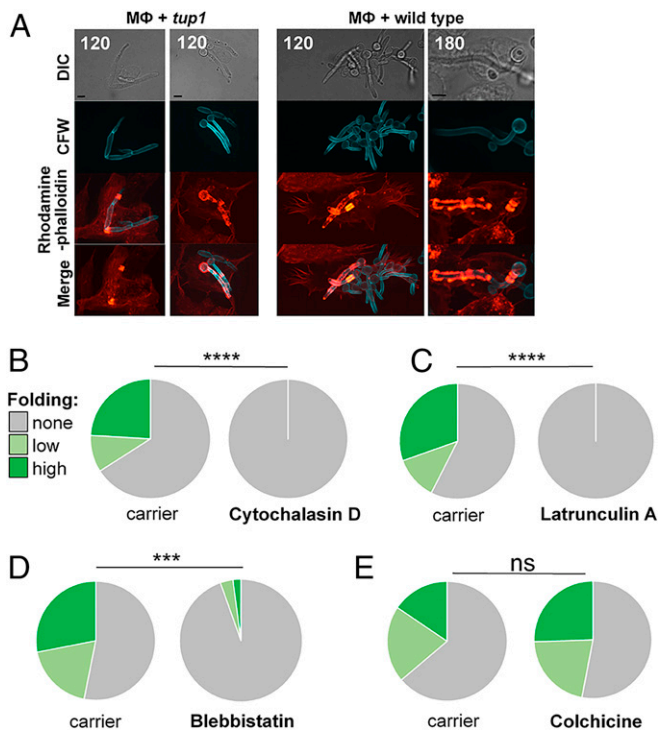 A
MΦ + tup1
MΦ + wild type
DIC
120
120
120
180
CFW
Rhodamine
-phalloidin
Merge
B
****
C
****
Folding:
none
low
high
carrier
Cytochalasin D
carrier
Latrunculin A
D
***
E
ns
carrier
Blebbistatin
carrier
Colchicine